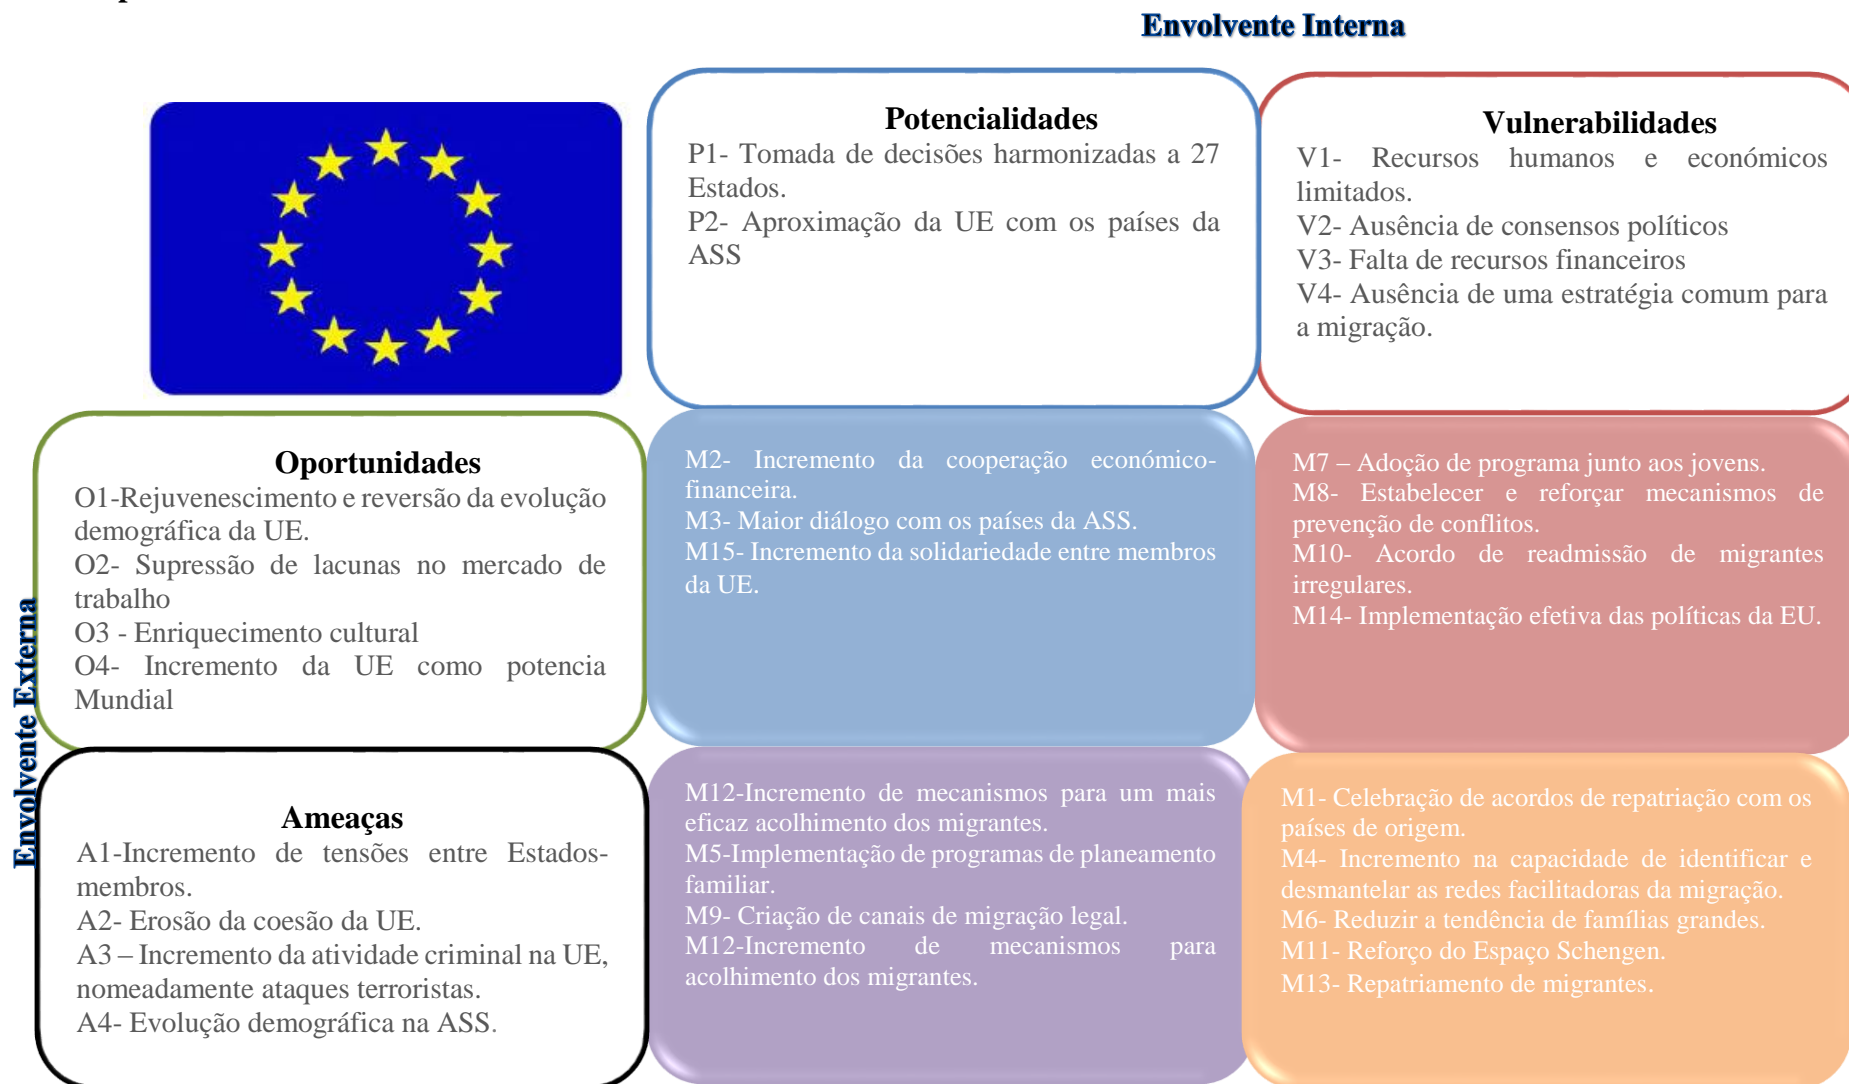 Envolvente Interna
Potencialidades
P1- Tomada de decisões harmonizadas a 27
Estados.
P2- Aproximação da UE com os países da
ASS
Vulnerabilidades
V1- Recursos humanos e económicos
limitados.
V2- Ausência de consensos políticos
V3- Falta de recursos financeiros
V4- Ausência de uma estratégia comum para
a migração.
Envolvente Externa
Oportunidades
O1-Rejuvenescimento e reversão da evolução
demográfica da UE.
O2- Supressão de lacunas no mercado de
trabalho
O3 - Enriquecimento cultural
O4- Incremento da UE como potencia
Mundial
M2- Incremento da cooperação económico-
financeira.
M3- Maior diálogo com os países da ASS.
M15- Incremento da solidariedade entre membros
da UE.
M7 – Adoção de programa junto aos jovens.
M8- Estabelecer e reforçar mecanismos de
prevenção de conflitos.
M10- Acordo de readmissão de migrantes
irregulares.
M14- Implementação efetiva das políticas da EU.
Ameaças
A1-Incremento de tensões entre Estados-
membros.
A2- Erosão da coesão da UE.
A3 – Incremento da atividade criminal na UE,
nomeadamente ataques terroristas.
A4- Evolução demográfica na ASS.
M12-Incremento de mecanismos para um mais
eficaz acolhimento dos migrantes.
M5-Implementação de programas de planeamento
familiar.
M9- Criação de canais de migração legal.
M12-Incremento de mecanismos para
acolhimento dos migrantes.
M1- Celebração de acordos de repatriação com os
países de origem.
M4- Incremento na capacidade de identificar e
desmantelar as redes facilitadoras da migração.
M6- Reduzir a tendência de famílias grandes.
M11- Reforço do Espaço Schengen.
M13- Repatriamento de migrantes.